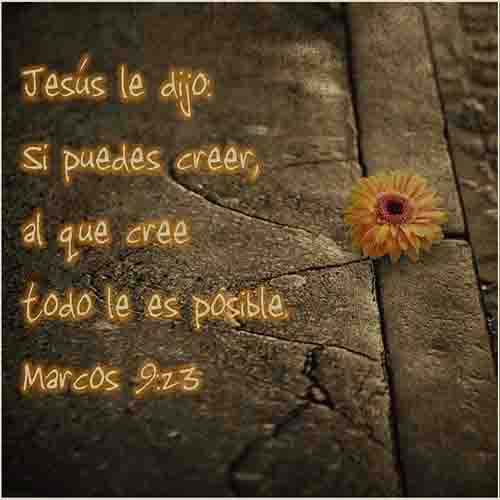 Jesús le dijo:
Si puedes creer,
al que cree
todo le es posible.
Marcos 9:23